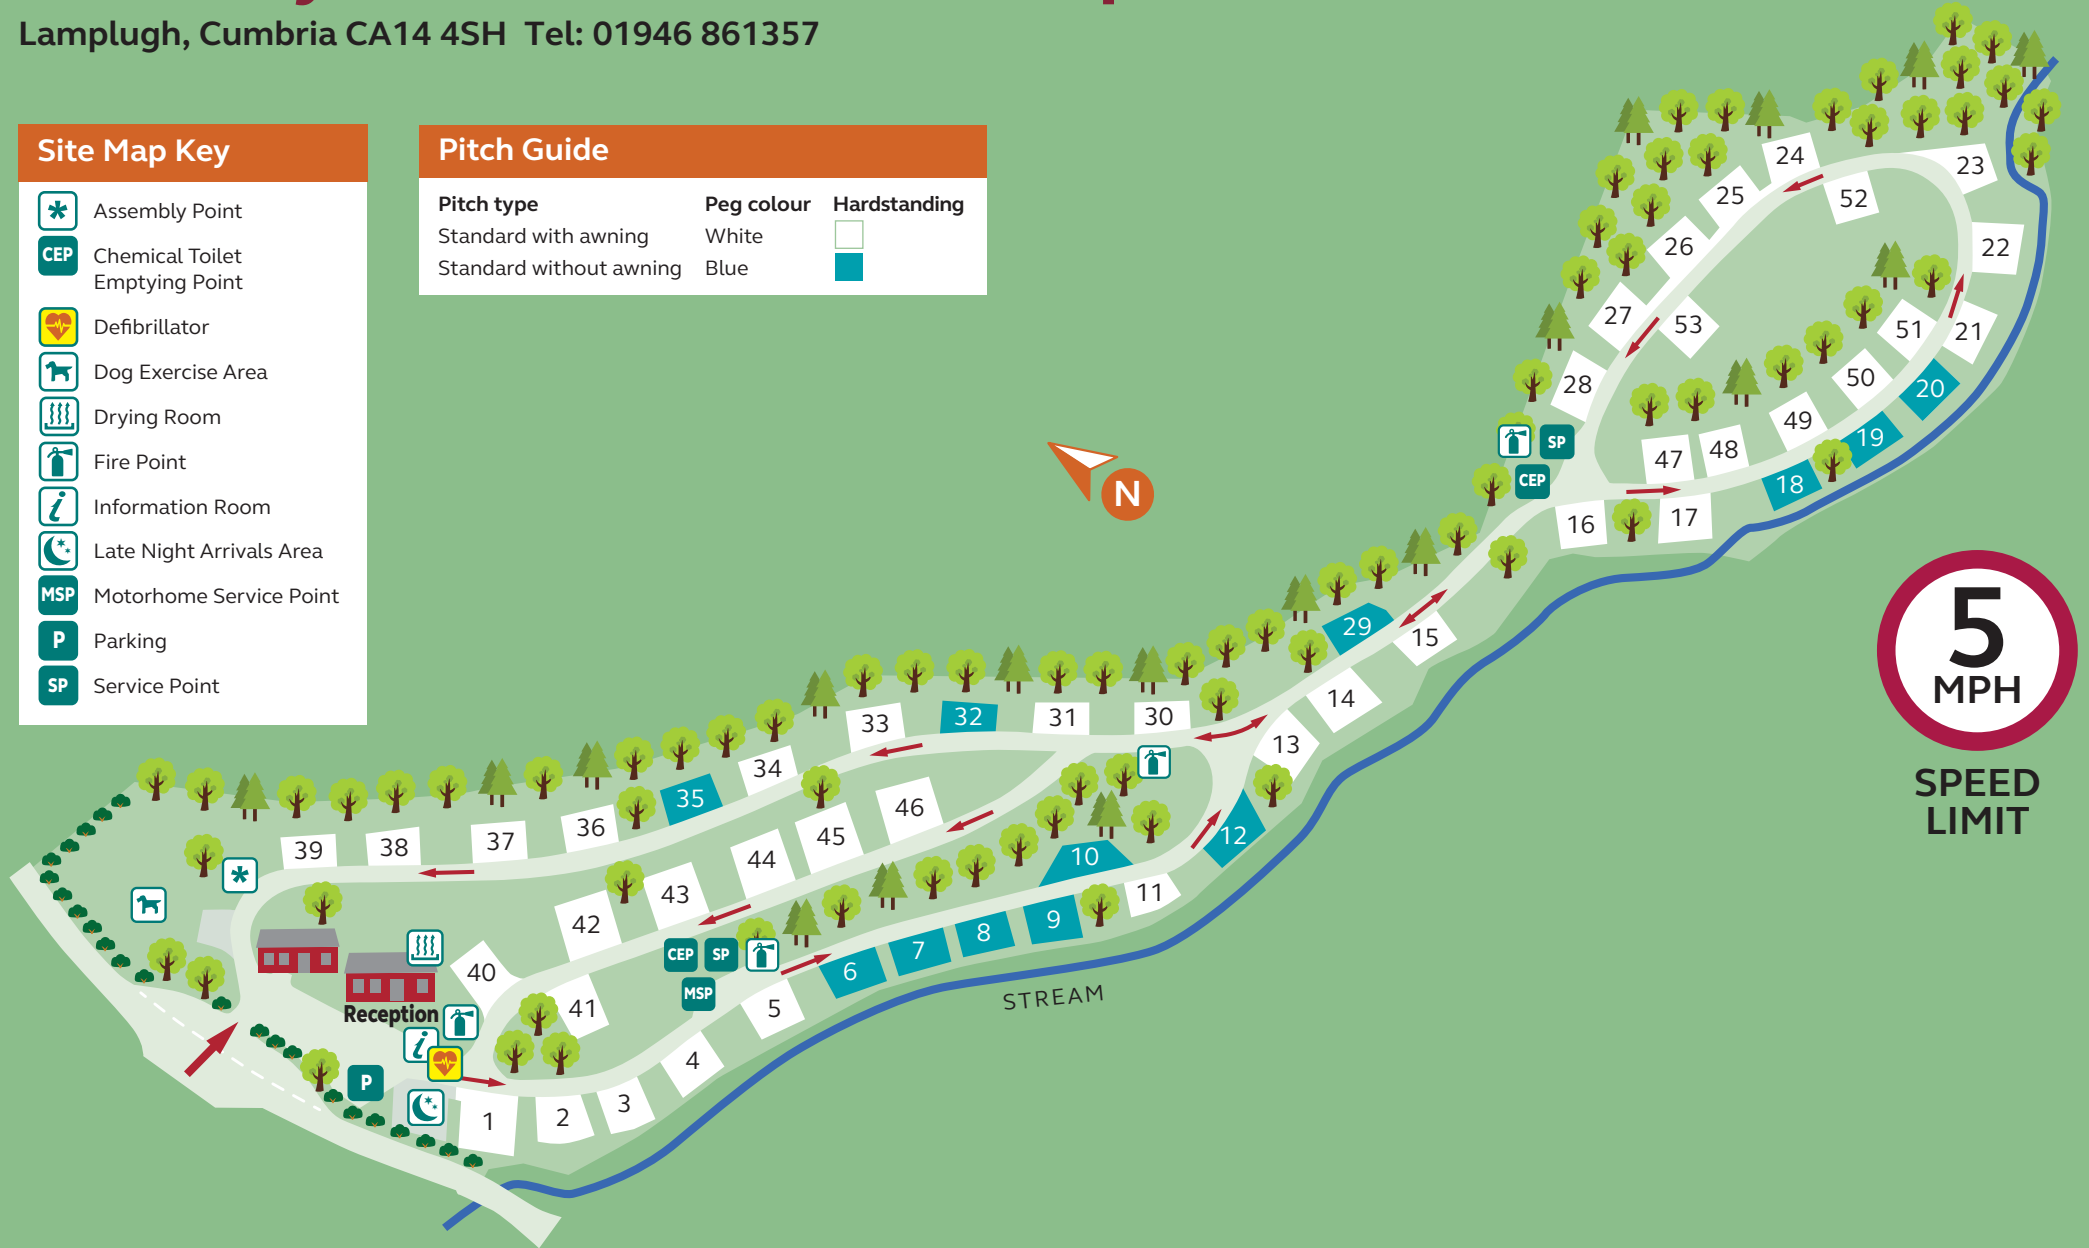 Lamplugh, Cumbria CA14 4SH Tel: 01946 861357
Site Map Key
Assembly Point
CEP
Chemical Toilet
Emptying Point
Defibrillator
Dog Exercise Area
Drying Room
Fire Point
i
Information Room
Late Night Arrivals Area
MSP
Motorhome Service Point
P
Parking
SP
Service Point
Pitch Guide
Pitch type Peg colour Hardstanding
Standard with awning White
Standard without awning Blue
N
24
23
25
52
26
22
27
53
51
21
28
50
20
49
19
SP
47
48
CEP
18
16
17
29
15
14
33
32
31
30
13
34
35
46
36
45
12
39
38
37
44
10
43
11
42
9
8
7
6
CEP
SP
40
MSP
41
5
STREAM
Reception
i
4
P
3
2
1
5
MPH
SPEED
LIMIT